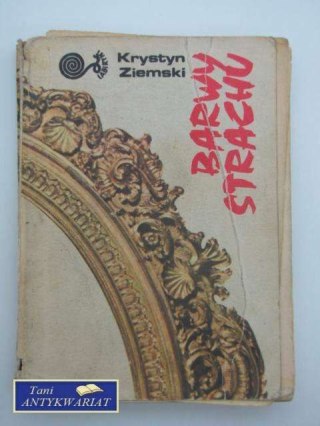 Krystyn
Ziemski
BARWY
STRACHU
Tani
ANTYKWARIAT